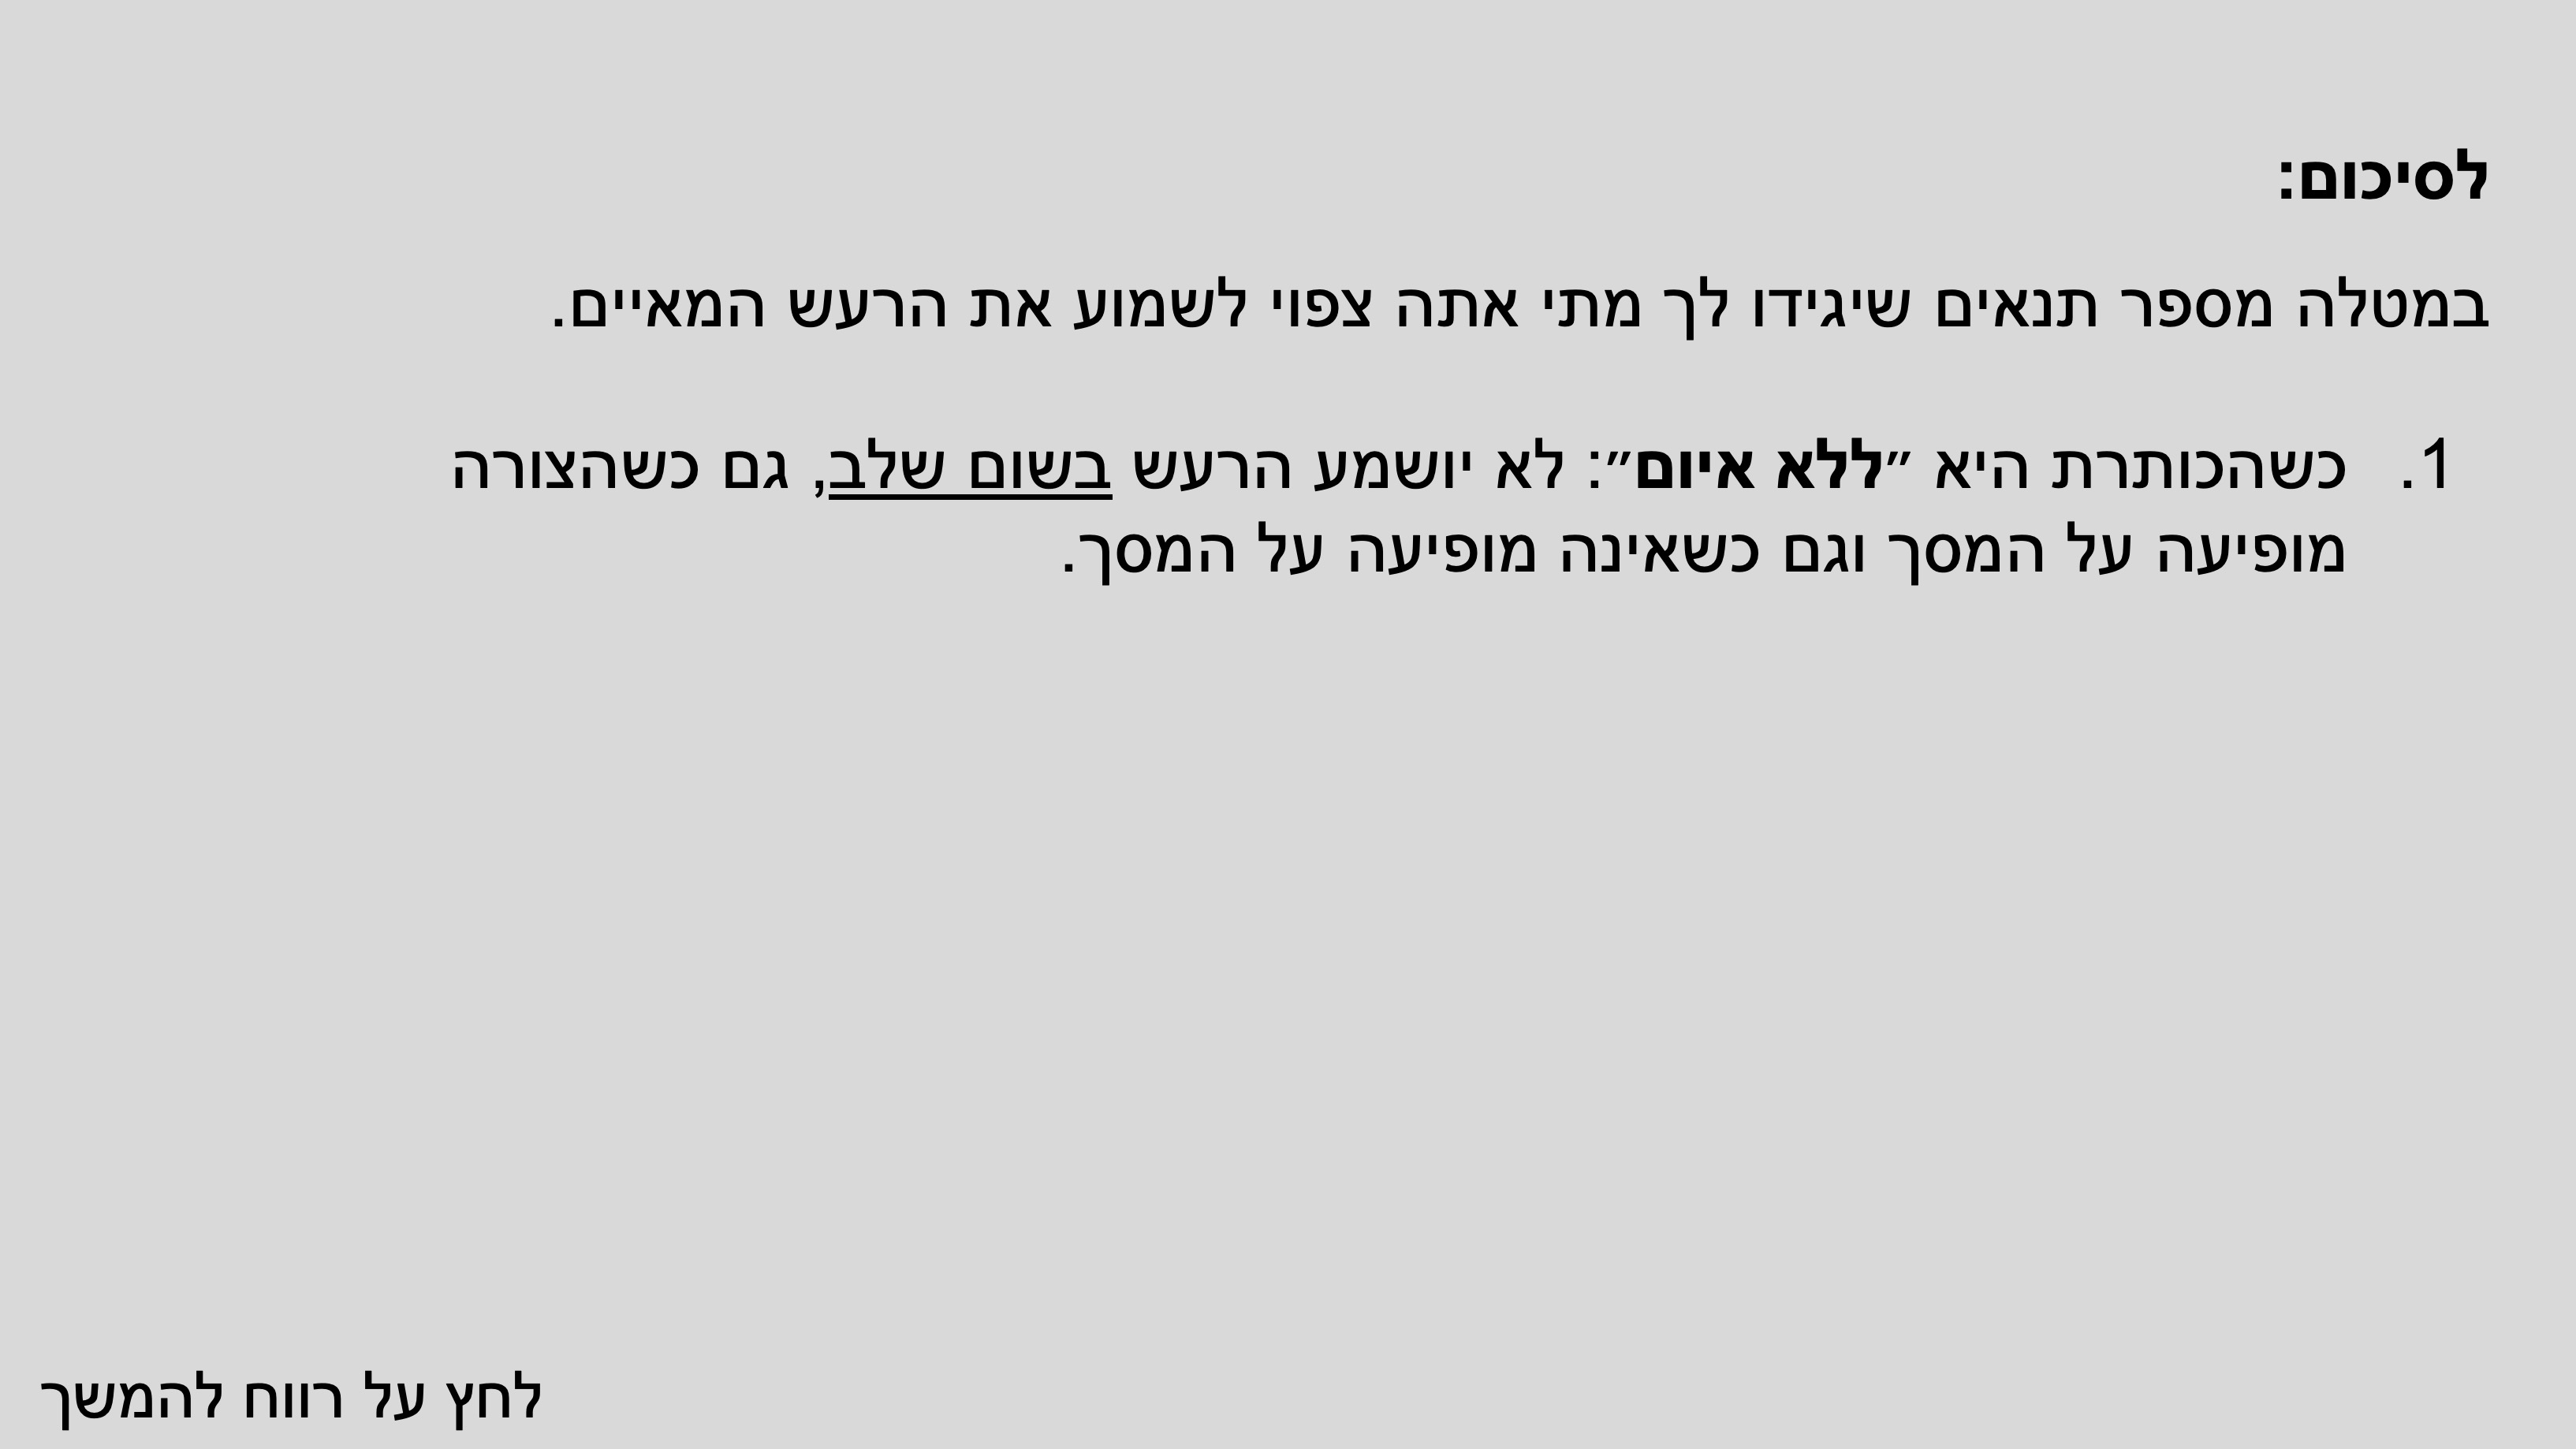 לסיכום:
במטלה מספר תנאים שיגידו לך מתי אתה צפוי לשמוע את הרעש המאיים.
1. כשהכותרת היא ״ללא איום״: לא יושמע הרעש בשום שלב, גם כשהצורה
מופיעה על המסך וגם כשאינה מופיעה על המסך.
לחץ על רווח להמשך